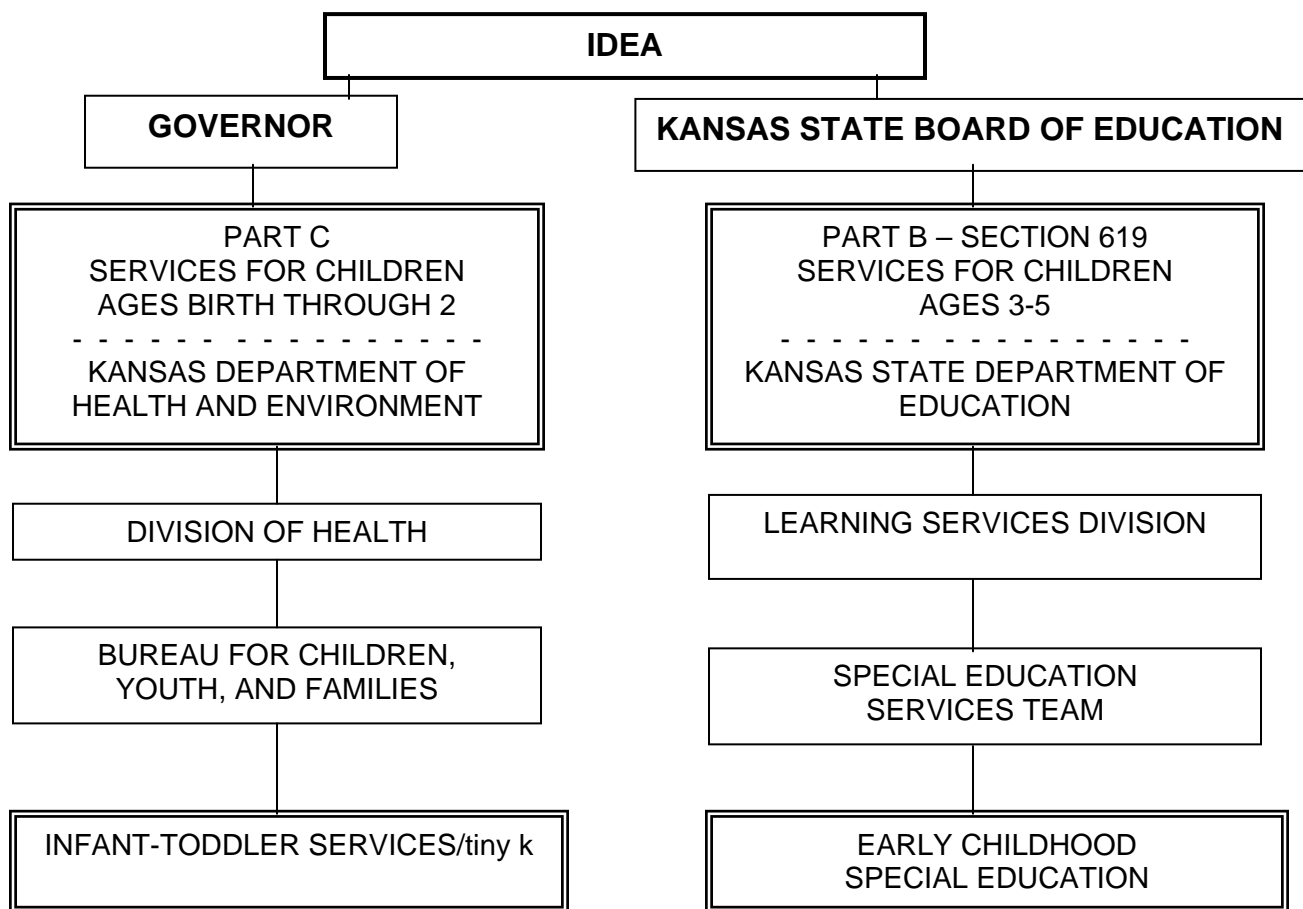 IDEA
GOVERNOR
KANSAS STATE BOARD OF EDUCATION
PART C
SERVICES FOR CHILDREN
AGES BIRTH THROUGH 2
- - - - - - - - - - - - - - - -
KANSAS DEPARTMENT OF
HEALTH AND ENVIRONMENT
PART B – SECTION 619
SERVICES FOR CHILDREN
AGES 3-5
- - - - - - - - - - - - - - - -
KANSAS STATE DEPARTMENT OF
EDUCATION
DIVISION OF HEALTH
LEARNING SERVICES DIVISION
BUREAU FOR CHILDREN,
YOUTH, AND FAMILIES
SPECIAL EDUCATION
SERVICES TEAM
INFANT-TODDLER SERVICES/tiny k
EARLY CHILDHOOD
SPECIAL EDUCATION